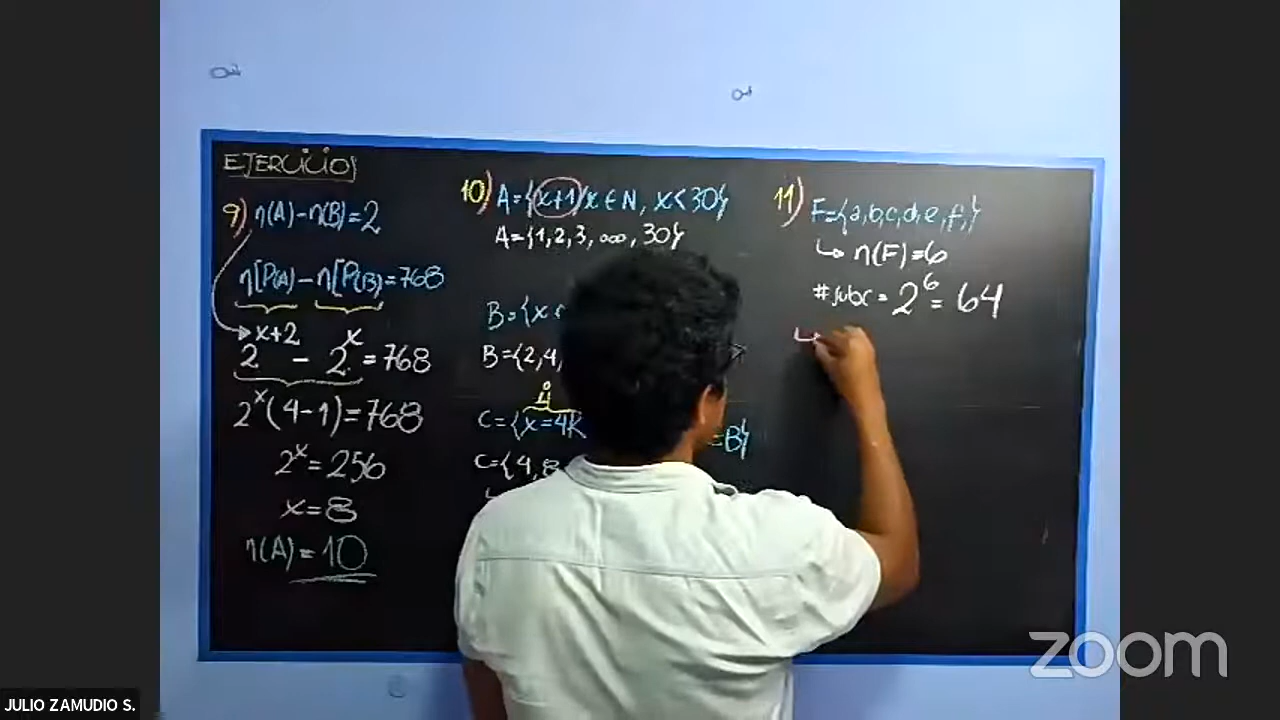 EJERCICIOS
9) η(A)-η(B)=2
η[P(A)-η[P(B)]=768
2^(x+2) - 2^x = 768
2^x(4-1)=768
2^x=256
x=8
η(A)=10
10) A={x+1/x∈N, x<30}
A={1,2,3,...,30}
B={x
B={2,4,
4°
C={x=4K
=B}
C={4,8
11) F={a,b,c,d,e,f,}
↳ η(F)=6
#subc = 2^6 = 64
↳
zoom
JULIO ZAMUDIO S.